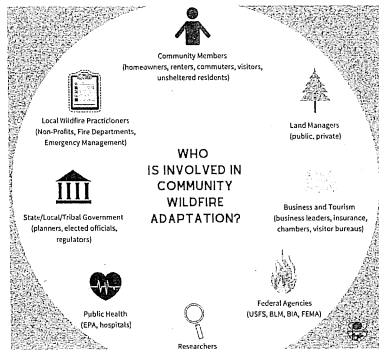 Community Members
(homeowners, renters, commuters, visitors,
unsheltered residents)
Local Wildfire Practicioners
(Non-Profits, Fire Departments,
Emergency Management)
Land Managers
(public, private)
WHO
IS INVOLVED IN
COMMUNITY
WILDFIRE
ADAPTATION?
State/Local/Tribal Government
(planners, elected officials,
regulators)
Business and Tourism
(business leaders, insurance,
chambers, visitor bureaus)
Public Health
(EPA, hospitals)
Federal Agencies
(USFS, BLM, BIA, FEMA)
Researchers